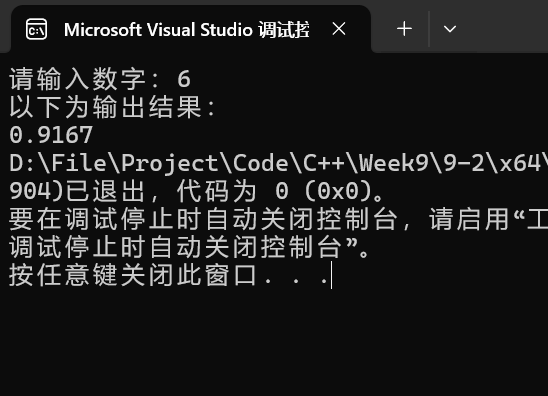 Microsoft Visual Studio 调试控
请输入数字: 6
以下为输出结果:
0.9167
D:\File\Project\Code\C++\Week9\9-2\x64\
904)已退出，代码为 0 (0x0)。
要在调试停止时自动关闭控制台，请启用“工
调试停止时自动关闭控制台”。
按任意键关闭此窗口. . .